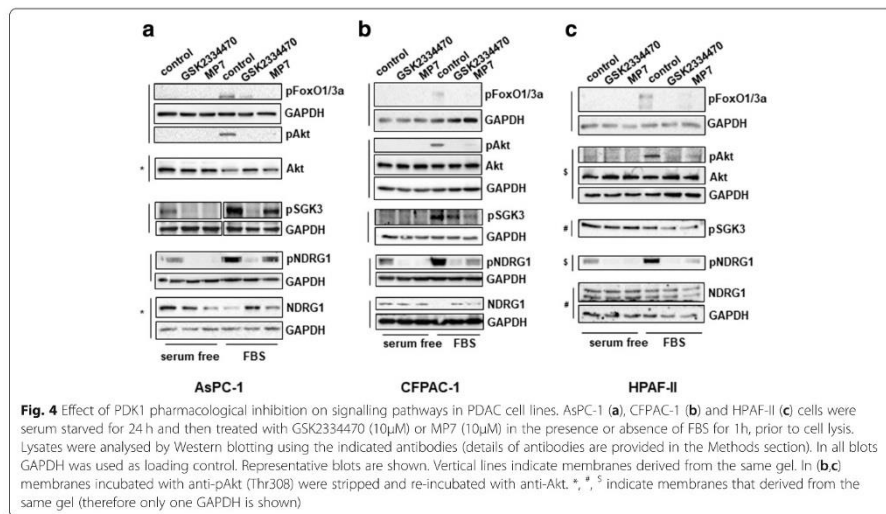 a b c
control GSK2334470 MP7 control GSK2334470 MP7
control GSK2334470 MP7 control GSK2334470 MP7
control GSK2334470 MP7 control GSK2334470 MP7
pFoxO1/3a
GAPDH
pAkt
* Akt
pSGK3
GAPDH
pNDRG1
GAPDH
* NDRG1
GAPDH
serum free FBS
AsPC-1
pFoxO1/3a
GAPDH
pAkt
Akt
GAPDH
pSGK3
GAPDH
pNDRG1
GAPDH
NDRG1
GAPDH
serum free FBS
CFPAC-1
pFoxO1/3a
GAPDH
pAkt
$ Akt
GAPDH
# pSGK3
$ pNDRG1
NDRG1
# GAPDH
serum free FBS
HPAF-II
Fig. 4 Effect of PDK1 pharmacological inhibition on signalling pathways in PDAC cell lines. AsPC-1 (a), CFPAC-1 (b) and HPAF-II (c) cells were
serum starved for 24 h and then treated with GSK2334470 (10μM) or MP7 (10μM) in the presence or absence of FBS for 1h, prior to cell lysis.
Lysates were analysed by Western blotting using the indicated antibodies (details of antibodies are provided in the Methods section). In all blots
GAPDH was used as loading control. Representative blots are shown. Vertical lines indicate membranes derived from the same gel. In (b,c)
membranes incubated with anti-pAkt (Thr308) were stripped and re-incubated with anti-Akt. *, #, $ indicate membranes that derived from the
same gel (therefore only one GAPDH is shown)